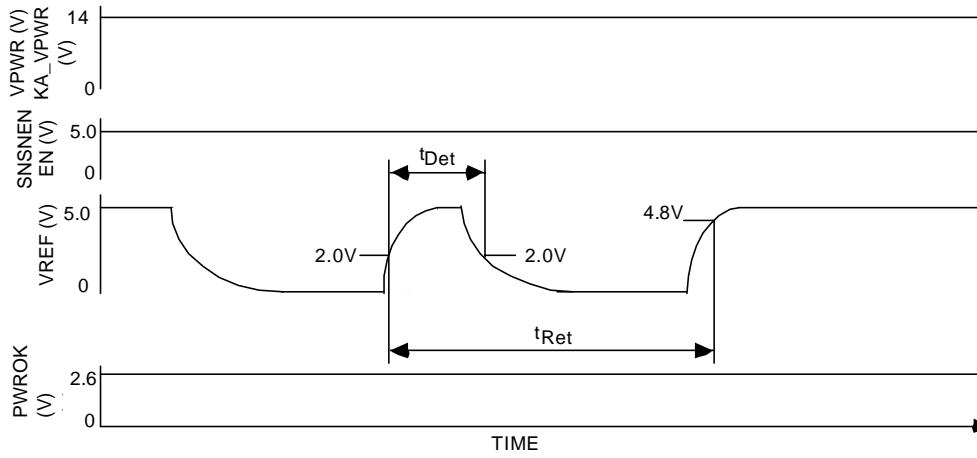 VPWR (V)
KA_VPWR
(V)
14
0
SNSNEN
EN (V)
5.0
0
tDet
VREF (V)
5.0
0
2.0V
2.0V
4.8V
tRet
PWROK
(V)
2.6
0
TIME